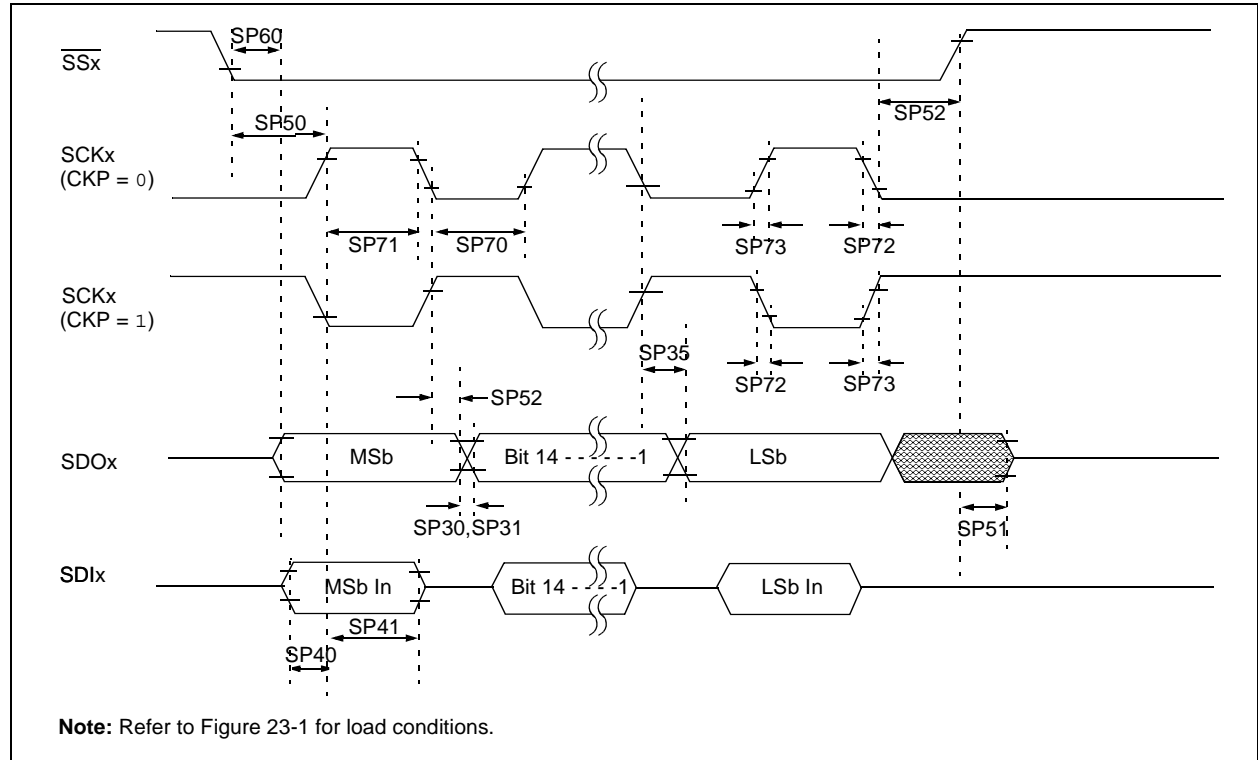 SP60
SSx
SP52
SP50
SCKx
(CKP = 0)
SP71
SP70
SP73
SP72
SCKx
(CKP = 1)
SP35
SP72
SP73
SP52
SDOx
MSb
Bit 14 - - - - - -1
LSb
SP30,SP31
SP51
SDIx
MSb In
Bit 14 - - - -1
LSb In
SP41
SP40
Note: Refer to Figure 23-1 for load conditions.